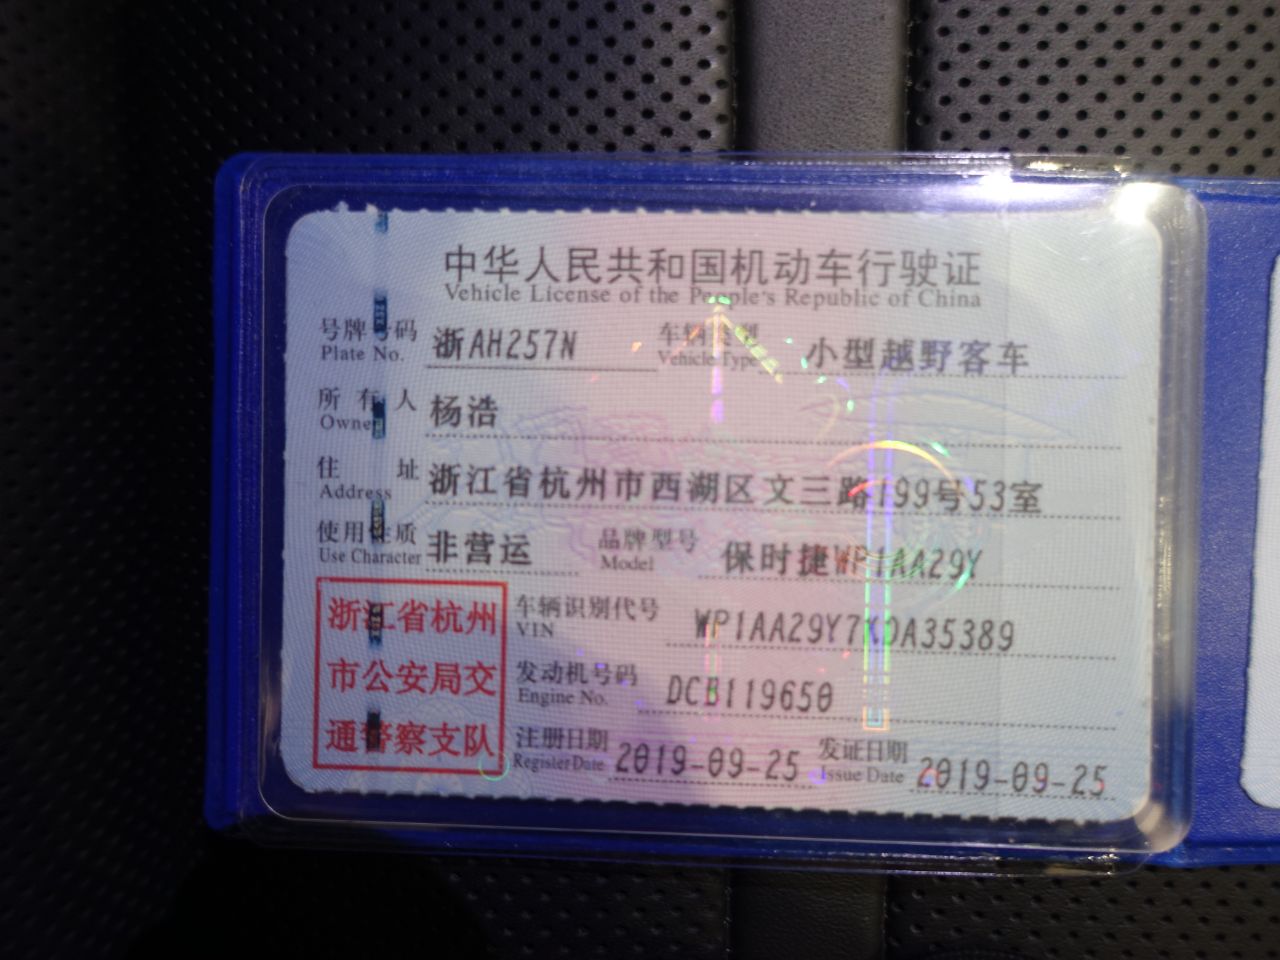 中华人民共和国机动车行驶证
Vehicle License of the People's Republic of China
号牌号码 浙AH257N 车辆类型 小型越野客车
Plate No. Vehicle Type
所有人 杨浩
Owner
住址 浙江省杭州市西湖区文三路199号53室
Address
使用性质 非营运 品牌型号 保时捷WP1AA29Y
Use Character Model
浙江省杭州
市公安局交
通警察支队
车辆识别代号 WP1AA29Y7KDA35389
VIN
发动机号码 DCB119650
Engine No.
注册日期 2019-09-25 发证日期 2019-09-25
Register Date Issue Date